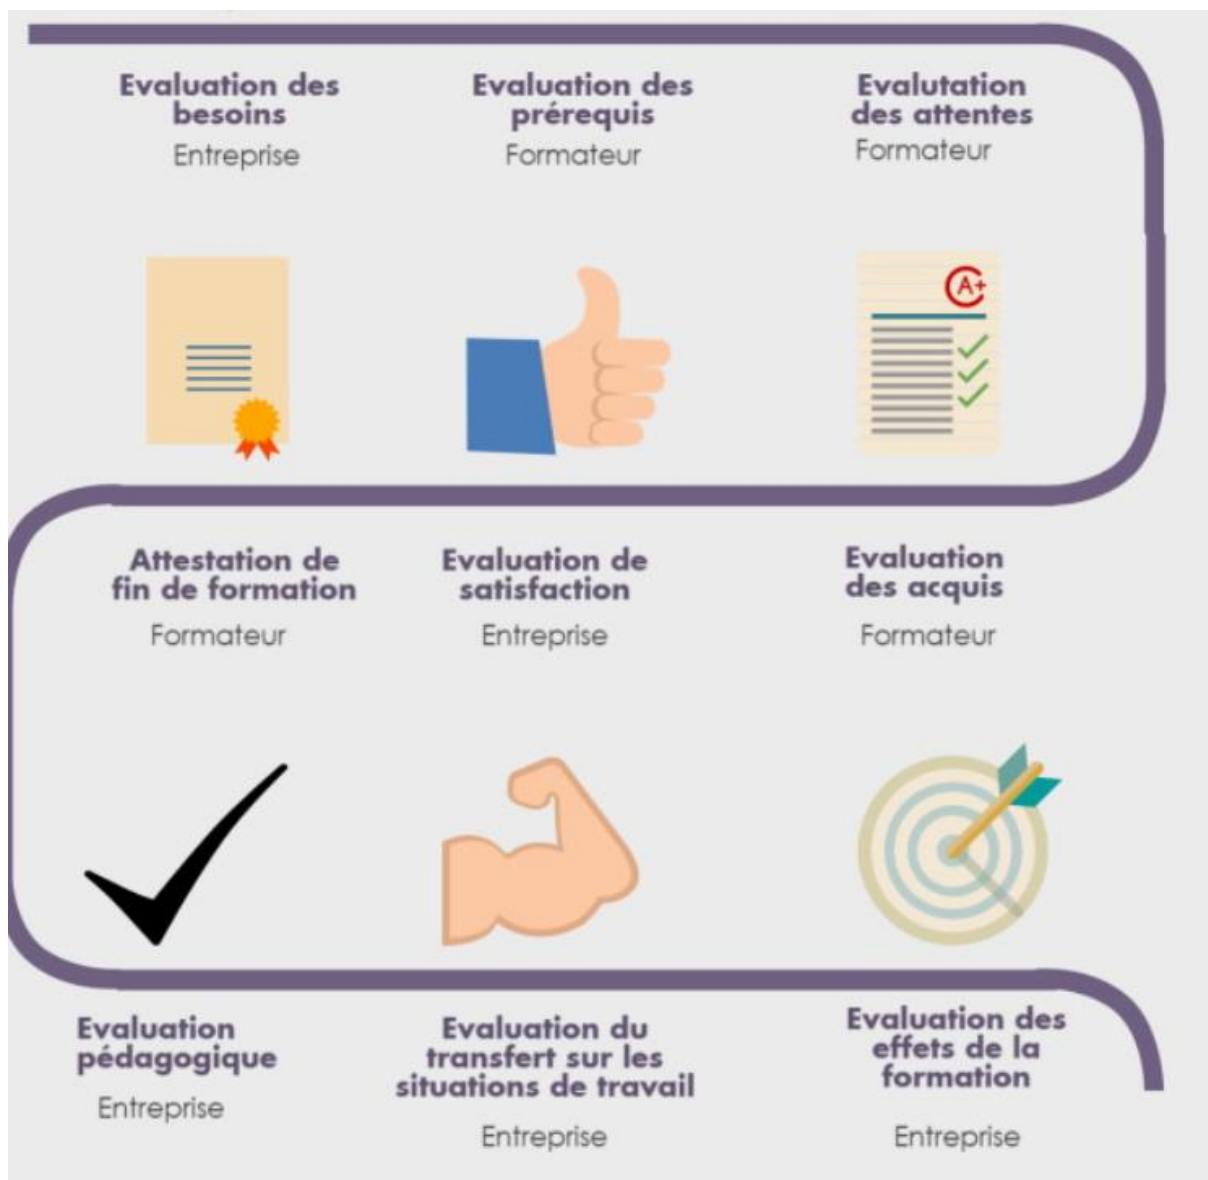 Evaluation des
besoins
Entreprise
Evaluation des
prérequis
Formateur
Evalutation
des attentes
Formateur
A+
Attestation de
fin de formation
Formateur
Evaluation de
satisfaction
Entreprise
Evaluation
des acquis
Formateur
Evaluation
pédagogique
Entreprise
Evaluation du
transfert sur les
situations de travail
Entreprise
Evaluation des
effets de la
formation
Entreprise